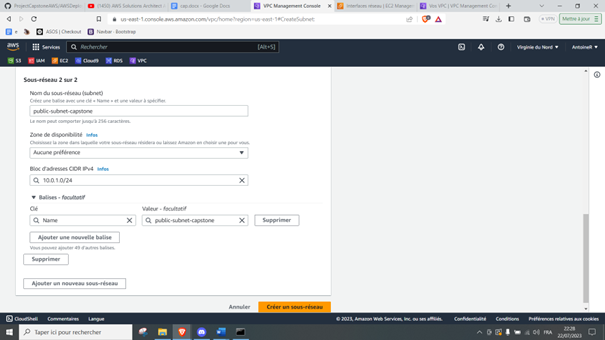 ProjectCapstoneAWS/AWSDepl
(1450) AWS Solutions Architect
cap.docx - Google Docs
VPC Management Console
Interfaces réseau | EC2 Manager
Vos VPC | VPC Management C
us-east-1.console.aws.amazon.com/vpc/home?region=us-east-1#CreateSubnet:
VPN
Mettre à jour
ASOS | Checkout
Navbar · Bootstrap
aws
Services
Rechercher
[Alt+S]
Virginie du Nord
AntoineR
S3
IAM
EC2
Cloud9
RDS
VPC
Sous-réseau 2 sur 2
Nom du sous-réseau (subnet)
Créez une balise avec une clé « Name » et une valeur à spécifier.
public-subnet-capstone
Le nom peut comporter jusqu'à 256 caractères.
Zone de disponibilité Infos
Choisissez la zone dans laquelle votre sous-réseau résidera ou laissez Amazon en choisir une pour vous.
Aucune préférence
Bloc d'adresses CIDR IPv4 Infos
10.0.1.0/24
Balises - facultatif
Clé
Valeur - facultatif
Name
public-subnet-capstone
Supprimer
Ajouter une nouvelle balise
Vous pouvez ajouter 49 d'autres balises.
Supprimer
Ajouter un nouveau sous-réseau
Annuler
Créer un sous-réseau
CloudShell
Commentaires
Langue
© 2023, Amazon Web Services, Inc. ou ses affiliés.
Confidentialité
Conditions
Préférences relatives aux cookies
Taper ici pour rechercher
FRA
22:28
22/07/2023